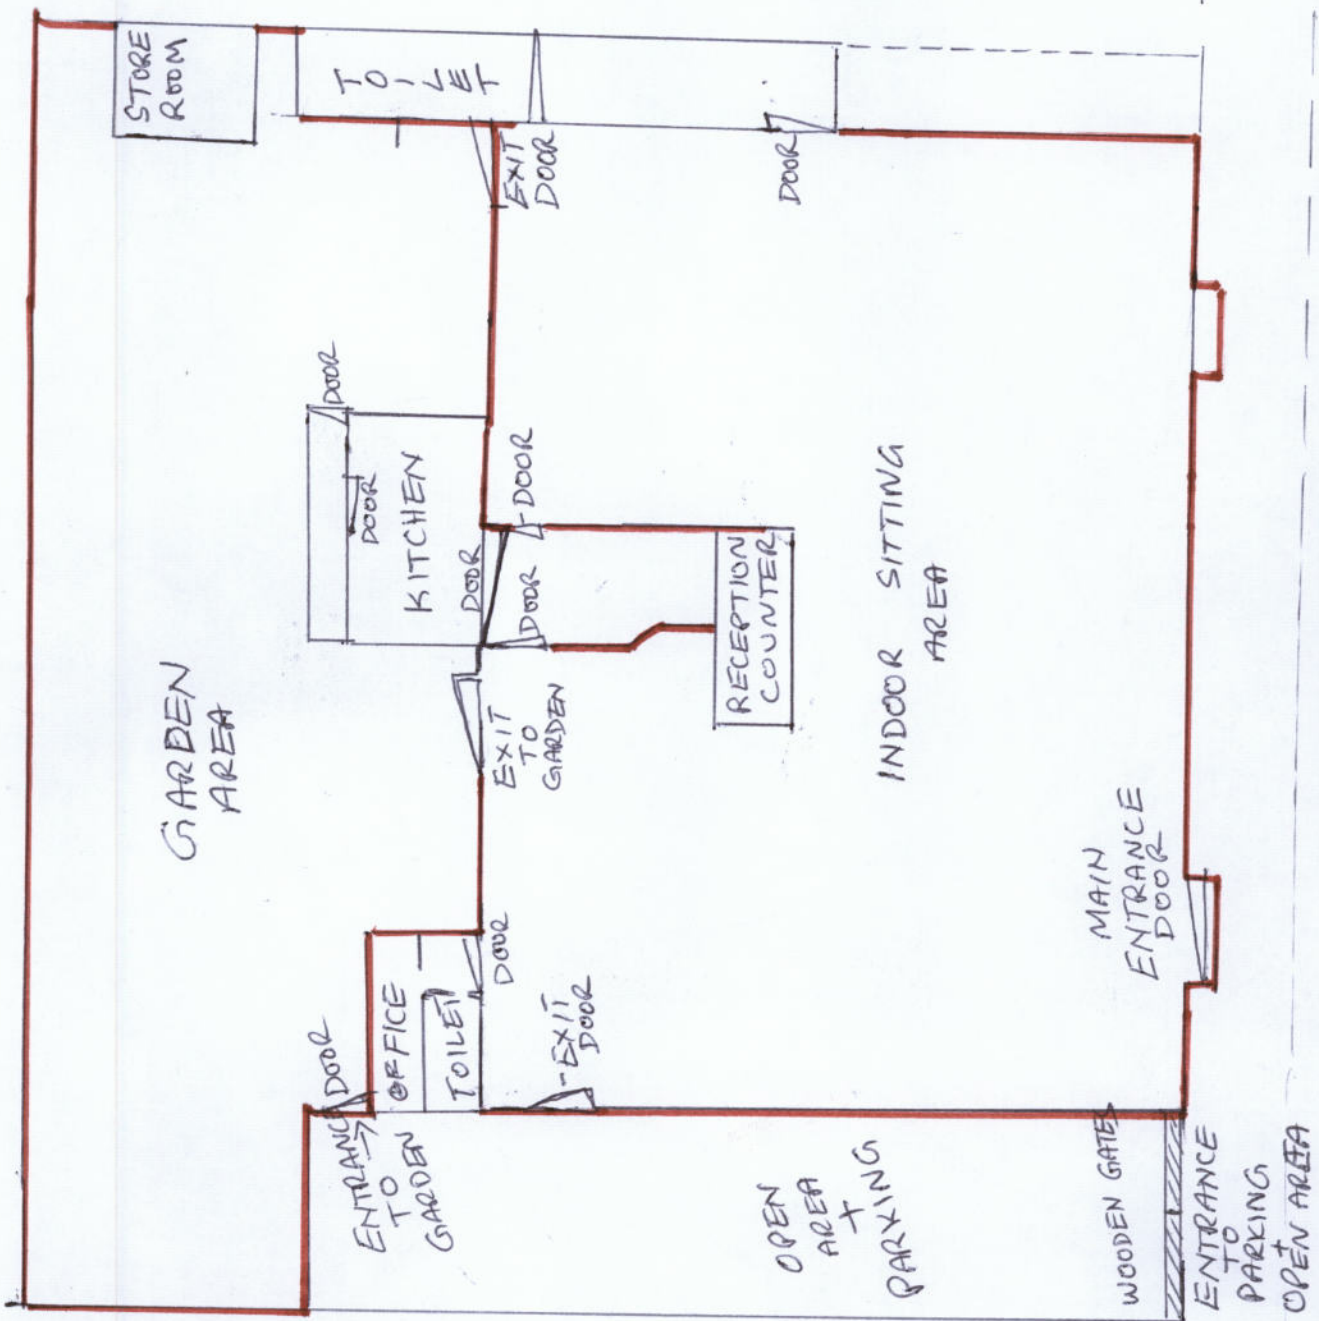 STORE
ROOM
TOILET
EXIT
DOOR
DOOR
DOOR
DOOR
KITCHEN
DOOR
DOOR
DOOR
GARDEN
AREA
EXIT
TO
GARDEN
RECEPTION
COUNTER
INDOOR SITTING
AREA
DOOR
OFFICE
TOILET
DOOR
EXIT
DOOR
ENTRANCE
TO
GARDEN
MAIN
ENTRANCE
DOOR
OPEN
AREA
+
PARKING
WOODEN GATES
ENTRANCE
TO
PARKING
+
OPEN AREA